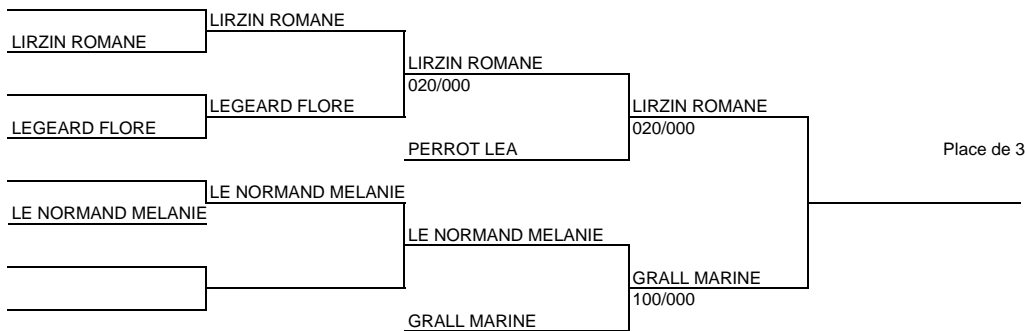 LIRZIN ROMANE
LIRZIN ROMANE
LIRZIN ROMANE
020/000
LEGEARD FLORE
LEGEARD FLORE
LIRZIN ROMANE
020/000
PERROT LEA
Place de 3
LE NORMAND MELANIE
LE NORMAND MELANIE
LE NORMAND MELANIE
GRALL MARINE
100/000
GRALL MARINE